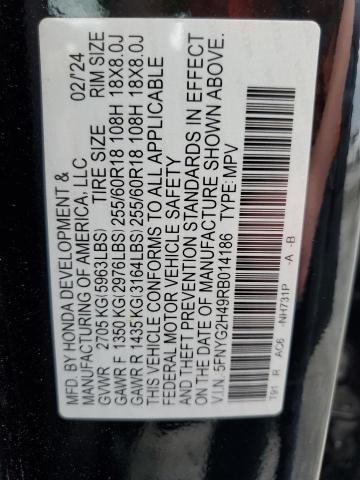 MFD. BY HONDA DEVELOPMENT & 02/'24
MANUFACTURING OF AMERICA, LLC
GVWR 2705 KG(5963LBS) TIRE SIZE RIM SIZE
GAWR F 1350 KG(2976LBS) 255/60R18 108H 18X8.0J
GAWR R 1435 KG(3164LBS) 255/60R18 108H 18X8.0J
THIS VEHICLE CONFORMS TO ALL APPLICABLE
FEDERAL MOTOR VEHICLE SAFETY
AND THEFT PREVENTION STANDARDS IN EFFECT
ON THE DATE OF MANUFACTURE SHOWN ABOVE.
V.I.N. 5FNYG2H49RB014186 TYPE: MPV
T91 R AC6 -NH731P -A -B